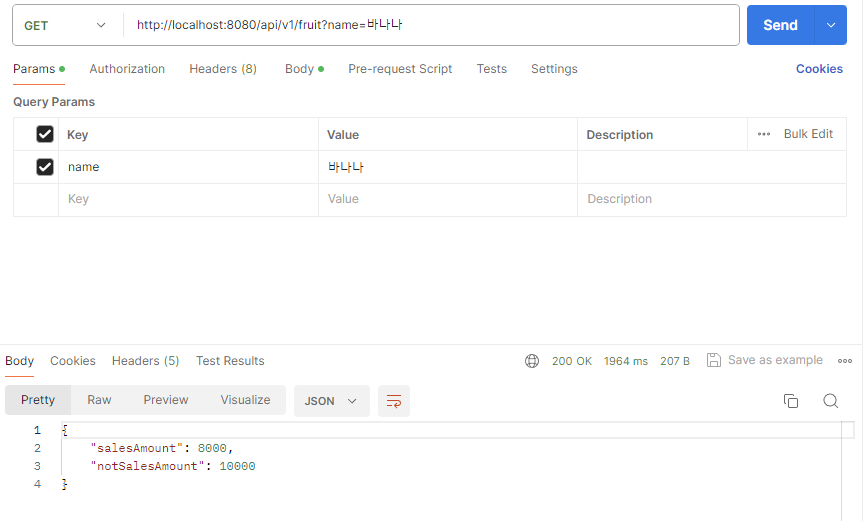 GET http://localhost:8080/api/v1/fruit?name=바나나 Send
Params Authorization Headers (8) Body Pre-request Script Tests Settings Cookies
Query Params
Key Value Description ••• Bulk Edit
name 바나나
Key Value Description
Body Cookies Headers (5) Test Results 200 OK 1964 ms 207 B Save as example
Pretty Raw Preview Visualize JSON
1 {
2 "salesAmount": 8000,
3 "notSalesAmount": 10000
4 }